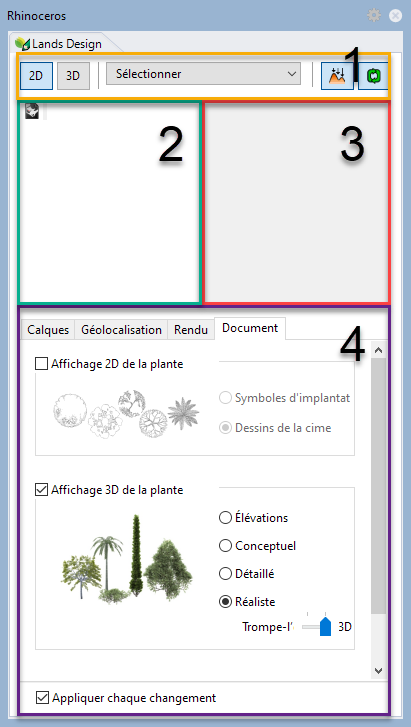 Rhinoceros
Lands Design
2D 3D Sélectionner 1
2 3
Calques Géolocalisation Rendu Document 4
Affichage 2D de la plante
Symboles d'implantat
Dessins de la cime
Affichage 3D de la plante
Élévations
Conceptuel
Détaillé
Réaliste
Trompe-l' 3D
Appliquer chaque changement